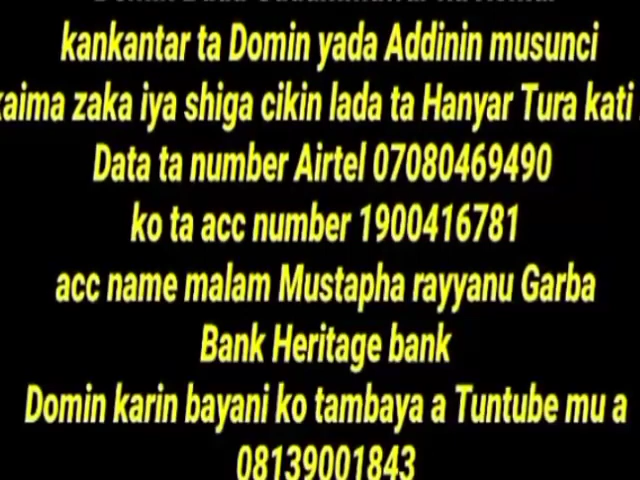 kankantar ta Domin yada Addinin musunci
kaima zaka iya shiga cikin lada ta Hanyar Tura kati
Data ta number Airtel 07080469490
ko ta acc number 1900416781
acc name malam Mustapha rayyanu Garba
Bank Heritage bank
Domin karin bayani ko tambaya a Tuntube mu a
08139001843